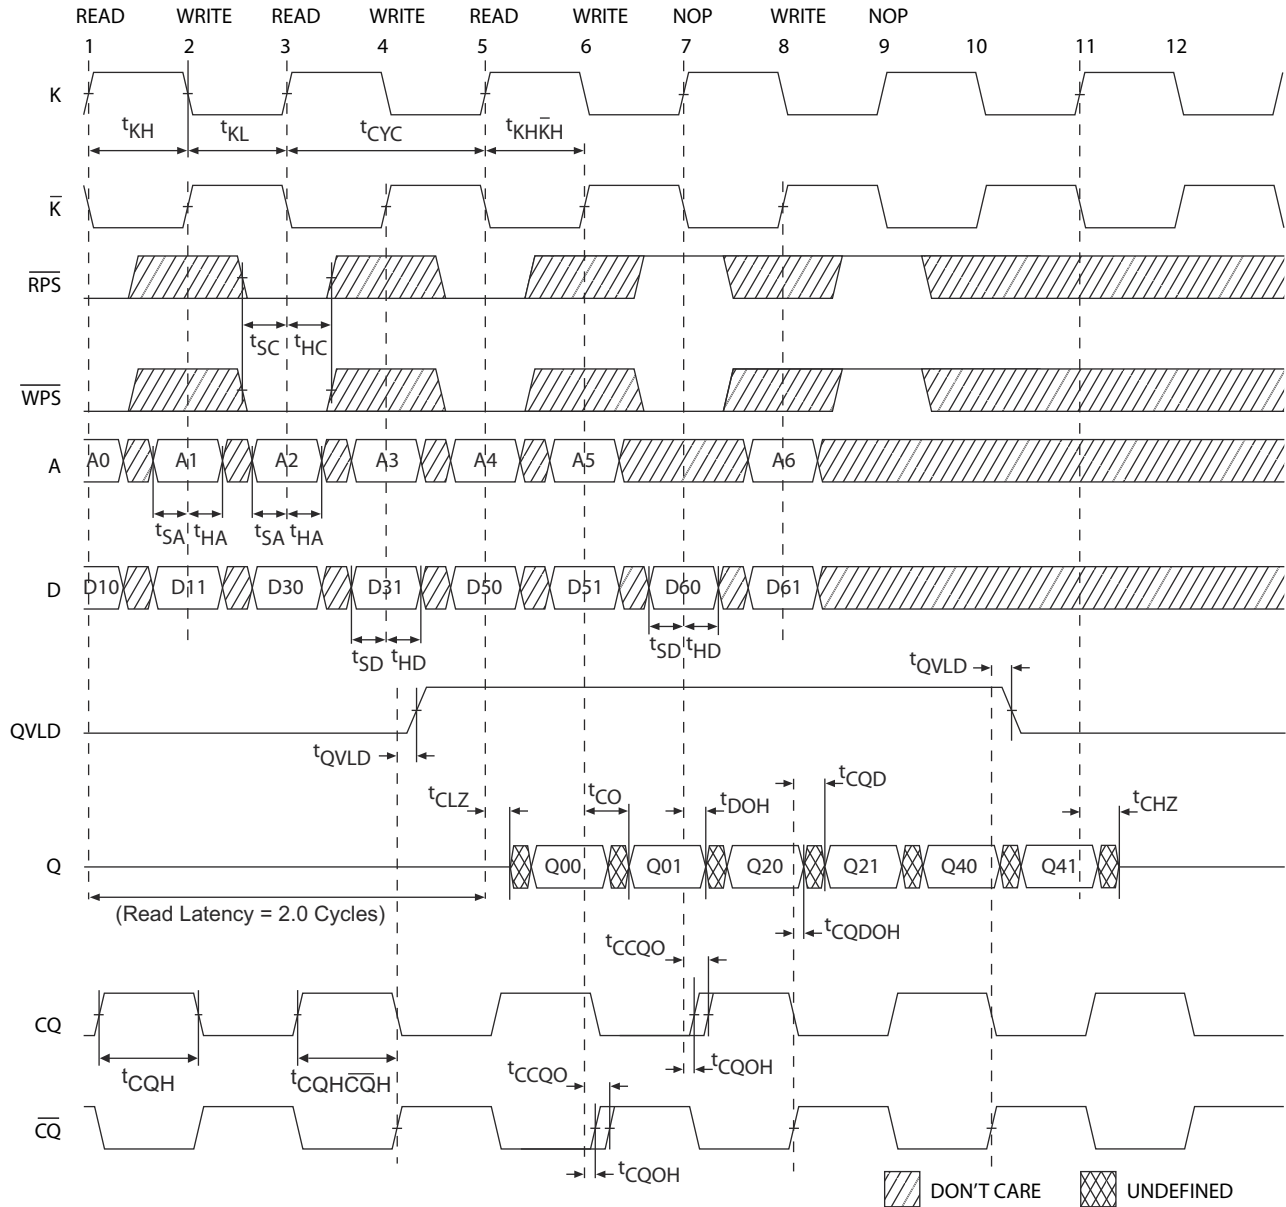 READ WRITE READ WRITE READ WRITE NOP WRITE NOP
1 2 3 4 5 6 7 8 9 10 11 12
K
tKH tKL tCYC tKHK̅H
K̅
R̅P̅S̅
tSC tHC
W̅P̅S̅
A A0 A1 A2 A3 A4 A5 A6
tSA tHA tSA tHA
D D10 D11 D30 D31 D50 D51 D60 D61
tSD tHD tSD tHD
tQVLD
QVLD
tQVLD
tCLZ tCO tDOH tCQD tCHZ
Q Q00 Q01 Q20 Q21 Q40 Q41
(Read Latency = 2.0 Cycles)
tCQDOH
tCCQO
CQ
tCQH tCQHC̅Q̅H tCCQO tCQOH
C̅Q̅
tCQOH
DON'T CARE UNDEFINED